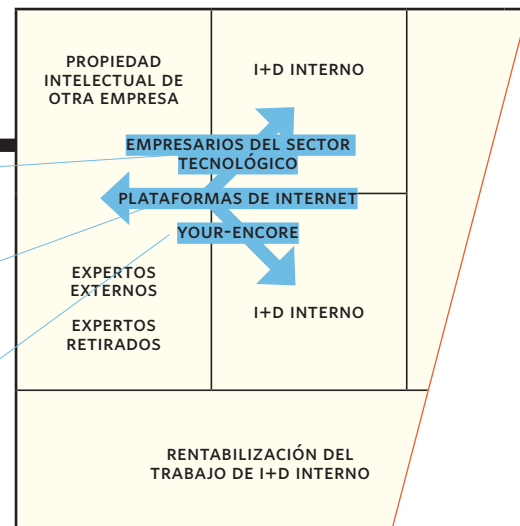 PROPIEDAD
INTELECTUAL DE
OTRA EMPRESA
I+D INTERNO
EMPRESARIOS DEL SECTOR
TECNOLÓGICO
PLATAFORMAS DE INTERNET
YOUR-ENCORE
EXPERTOS
EXTERNOS
EXPERTOS
RETIRADOS
I+D INTERNO
RENTABILIZACIÓN DEL
TRABAJO DE I+D INTERNO